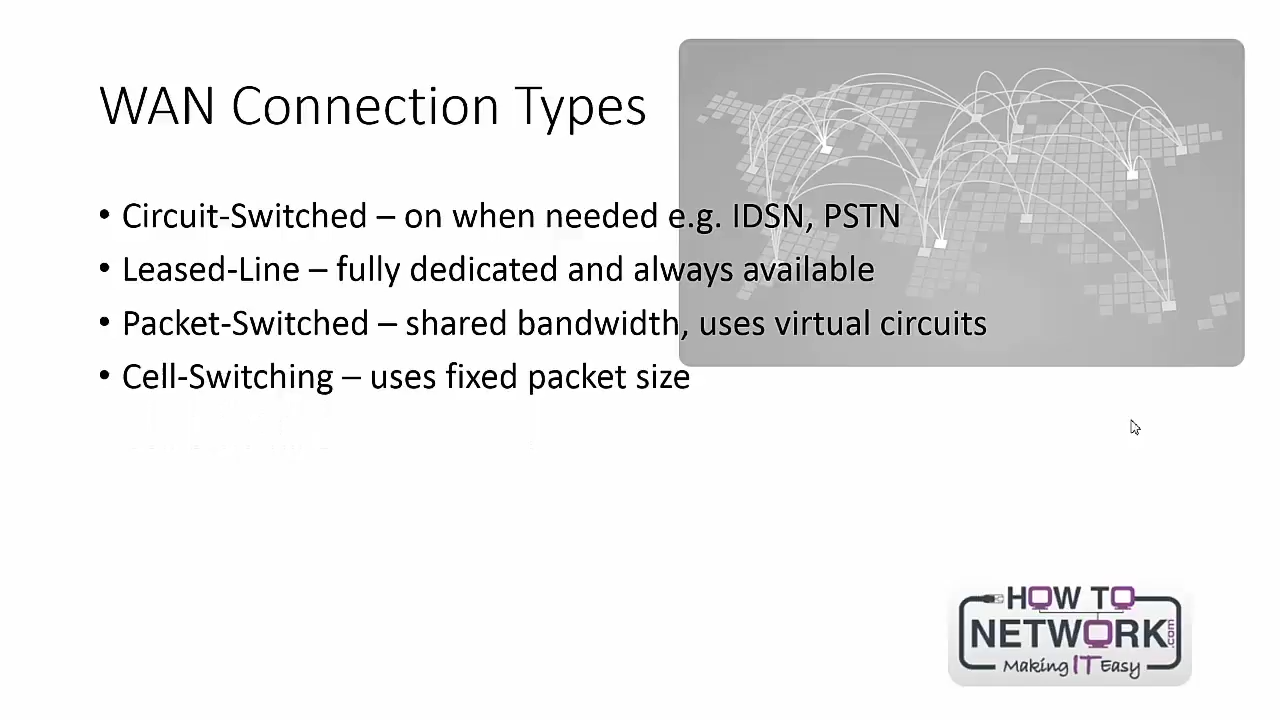 WAN Connection Types
• Circuit-Switched – on when needed e.g. IDSN, PSTN
• Leased-Line – fully dedicated and always available
• Packet-Switched – shared bandwidth, uses virtual circuits
• Cell-Switching – uses fixed packet size
HOW TO
NETWORK.com
Making IT Easy